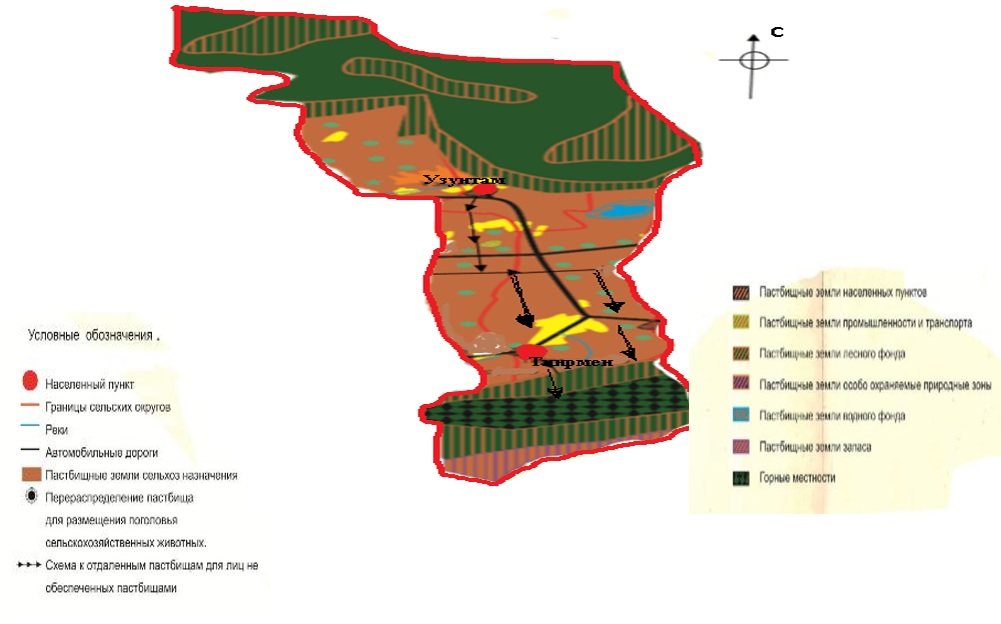 С
Узунтам
Тиирмен
Условные обозначения .
Населенный пункт
Границы сельских округов
Реки
Автомобильные дороги
Пастбищные земли сельхоз назначения
Перераспределение пастбища
для размещения поголовья
сельскохозяйственных животных.
Схема к отдаленным пастбищам для лиц не
обеспеченных пастбищами
Пастбищные земли населенных пунктов
Пастбищные земли промышленности и транспорта
Пастбищные земли лесного фонда
Пастбищные земли особо охраняемые природные зоны
Пастбищные земли водного фонда
Пастбищные земли запаса
Горные местности